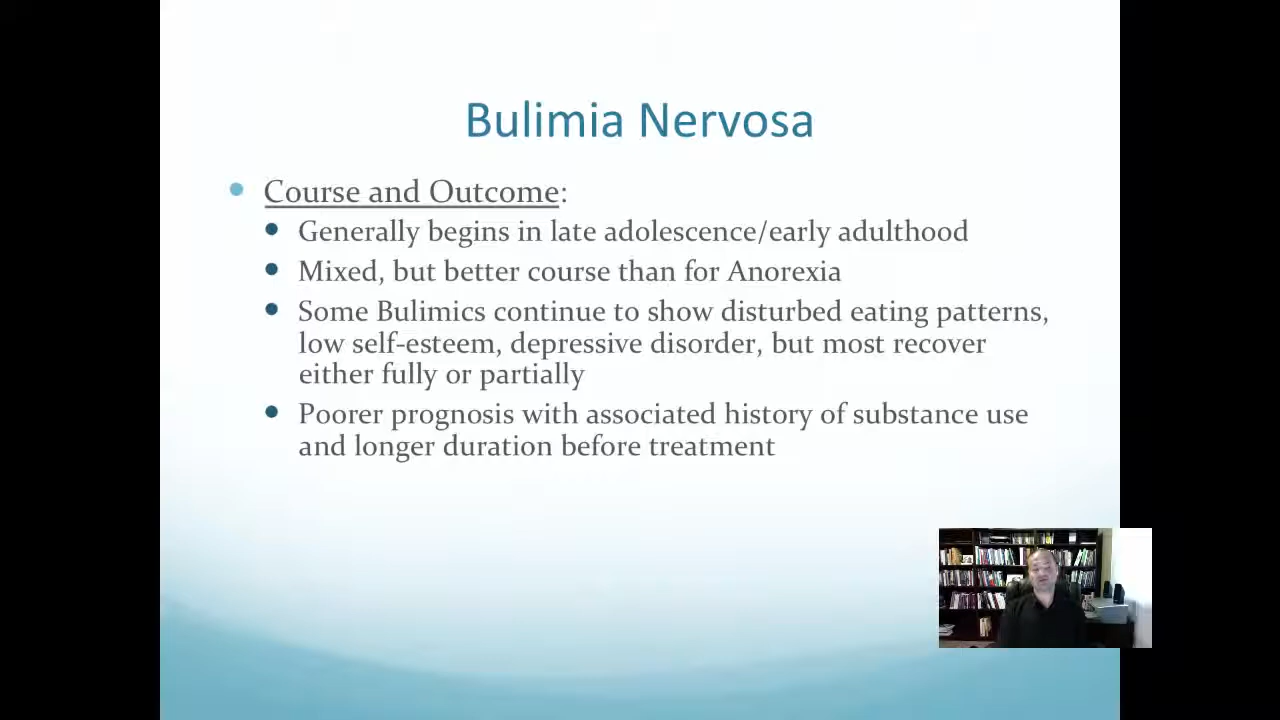 Bulimia Nervosa
Course and Outcome:
Generally begins in late adolescence/early adulthood
Mixed, but better course than for Anorexia
Some Bulimics continue to show disturbed eating patterns,
low self-esteem, depressive disorder, but most recover
either fully or partially
Poorer prognosis with associated history of substance use
and longer duration before treatment